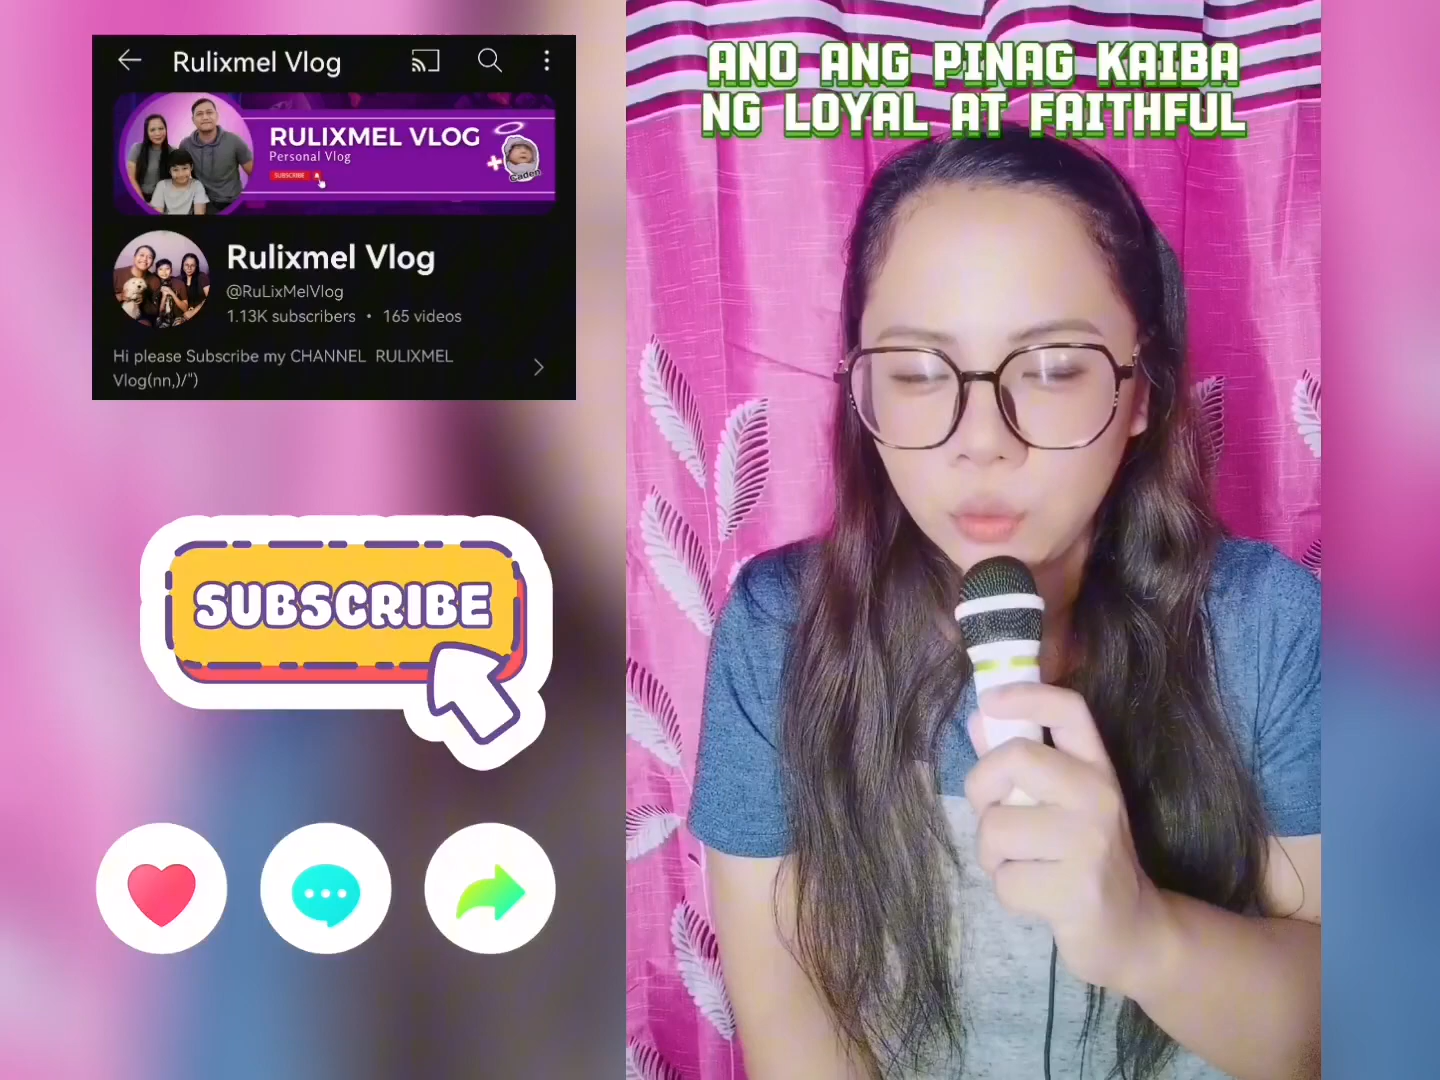 Rulixmel Vlog
RULIXMEL VLOG
Personal Vlog
SUBSCRIBE
Caden
Rulixmel Vlog
@RuLixMelVlog
1.13K subscribers • 165 videos
Hi please Subscribe my CHANNEL RULIXMEL
Vlog(nn,)/")
SUBSCRIBE
ANO ANG PINAG KAIBA
NG LOYAL AT FAITHFUL